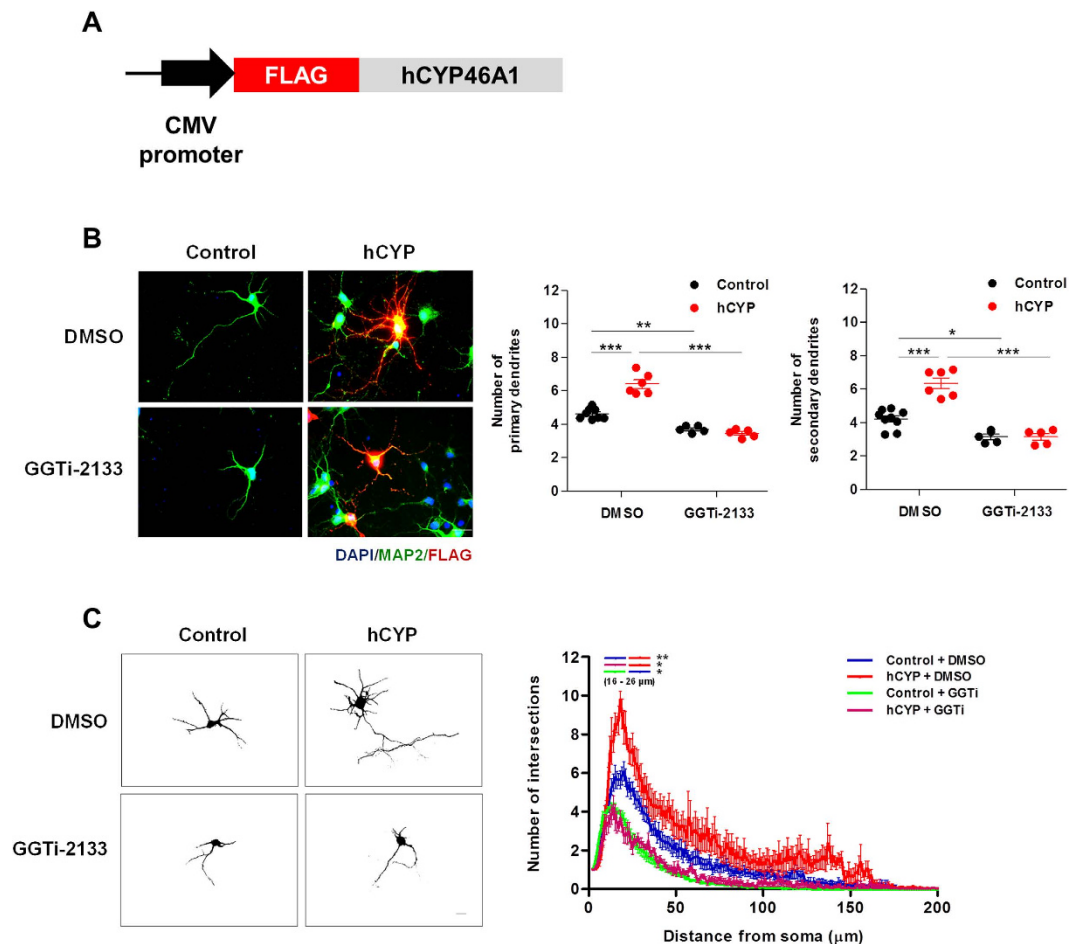 A
FLAG
hCYP46A1
CMV
promoter
B
Control
hCYP
DMSO
GGTi-2133
DAPI/MAP2/FLAG
Number of
primary dendrites
12
10
8
6
4
2
0
Control
hCYP
**
***
***
DMSO
GGTi-2133
Number of
secondary dendrites
12
10
8
6
4
2
0
Control
hCYP
*
***
***
DMSO
GGTi-2133
C
Control
hCYP
DMSO
GGTi-2133
Number of intersections
12
10
8
6
4
2
0
**
*
*
(16 - 26 μm)
Control + DMSO
hCYP + DMSO
Control + GGTi
hCYP + GGTi
0
50
100
150
200
Distance from soma (μm)